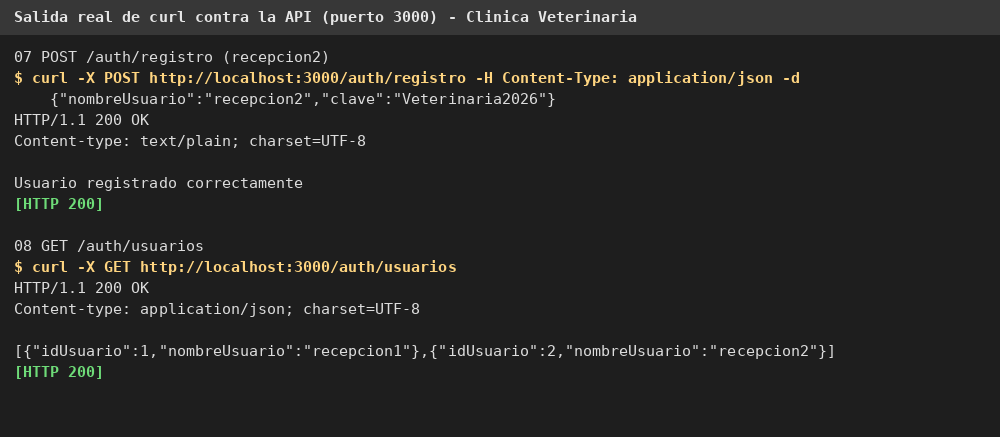 Salida real de curl contra la API (puerto 3000) - Clinica Veterinaria
07 POST /auth/registro (recepcion2)
$ curl -X POST http://localhost:3000/auth/registro -H Content-Type: application/json -d
{"nombreUsuario":"recepcion2","clave":"Veterinaria2026"}
HTTP/1.1 200 OK
Content-type: text/plain; charset=UTF-8
Usuario registrado correctamente
[HTTP 200]
08 GET /auth/usuarios
$ curl -X GET http://localhost:3000/auth/usuarios
HTTP/1.1 200 OK
Content-type: application/json; charset=UTF-8
[{"idUsuario":1,"nombreUsuario":"recepcion1"},{"idUsuario":2,"nombreUsuario":"recepcion2"}]
[HTTP 200]